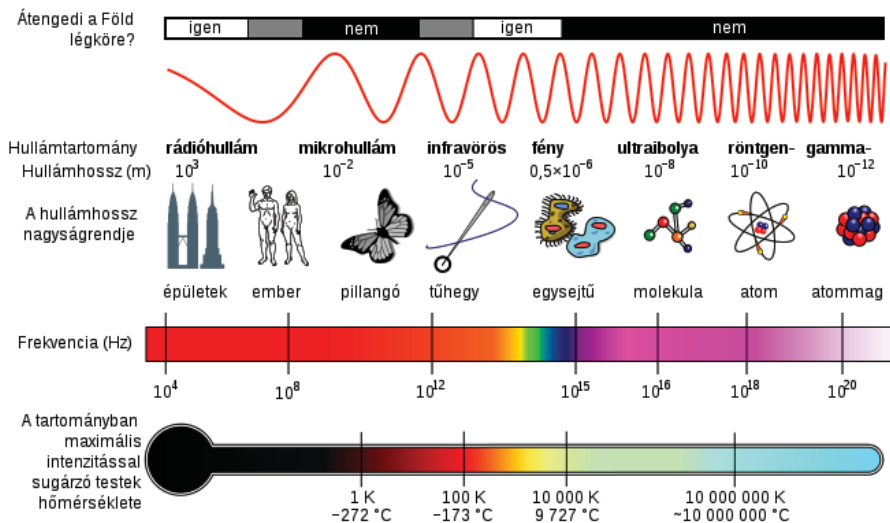 Átengedi a Föld légköre?
igen nem igen nem
Hullámtartomány rádióhullám mikrohullám infravörös fény ultraibolya röntgen- gamma-
Hullámhossz (m) 10³ 10⁻² 10⁻⁵ 0,5×10⁻⁶ 10⁻⁸ 10⁻¹⁰ 10⁻¹²
A hullámhossz
nagyságrendje
épületek ember pillangó tűhegy egysejtű molekula atom atommag
Frekvencia (Hz)
10⁴ 10⁸ 10¹² 10¹⁵ 10¹⁶ 10¹⁸ 10²⁰
A tartományban
maximális
intenzitással
sugárzó testek
hőmérséklete
1 K 100 K 10 000 K 10 000 000 K
−272 °C −173 °C 9 727 °C ~10 000 000 °C